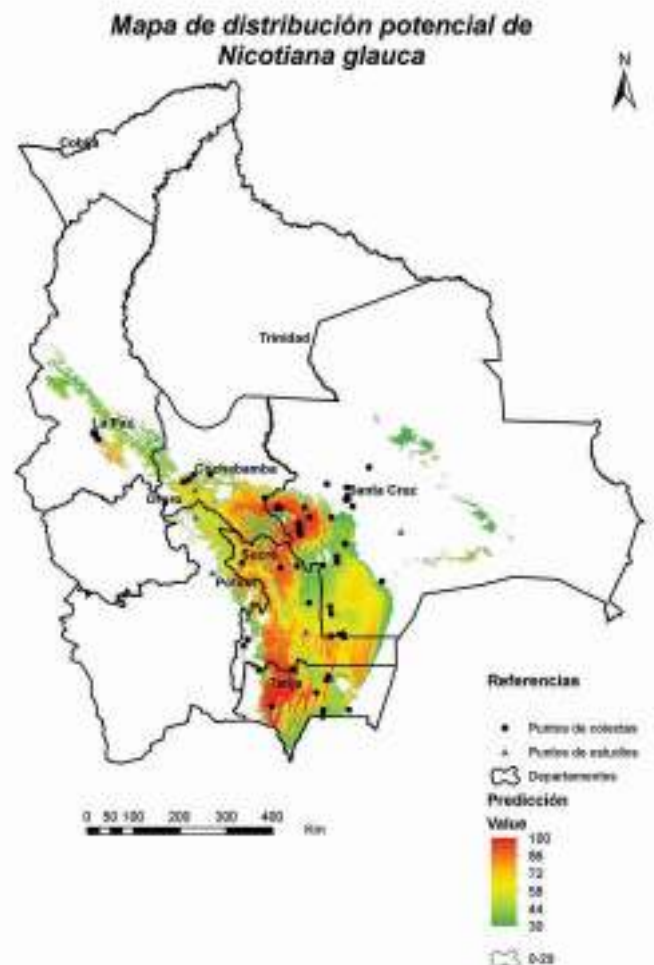 Mapa de distribución potencial de
Nicotiana glauca
N
Cobija
Trinidad
La Paz
Cochabamba
Oruro
Santa Cruz
Sucre
Potosí
Tarija
Referencias
Puntos de colectas
Puntos de estudios
Departamentos
Predicción
Value
100
86
72
58
44
30
0-29
0 50 100 200 300 400
Km